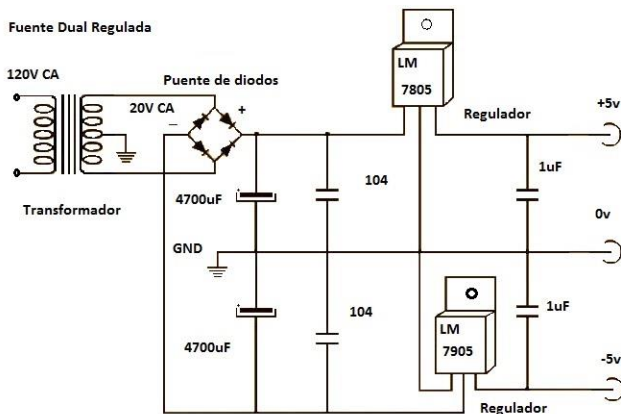 Fuente Dual Regulada
120V CA
20V CA
Puente de diodos
−
+
LM
7805
Regulador
+5v
Transformador
4700uF
104
1uF
0v
GND
4700uF
104
LM
7905
1uF
Regulador
-5v